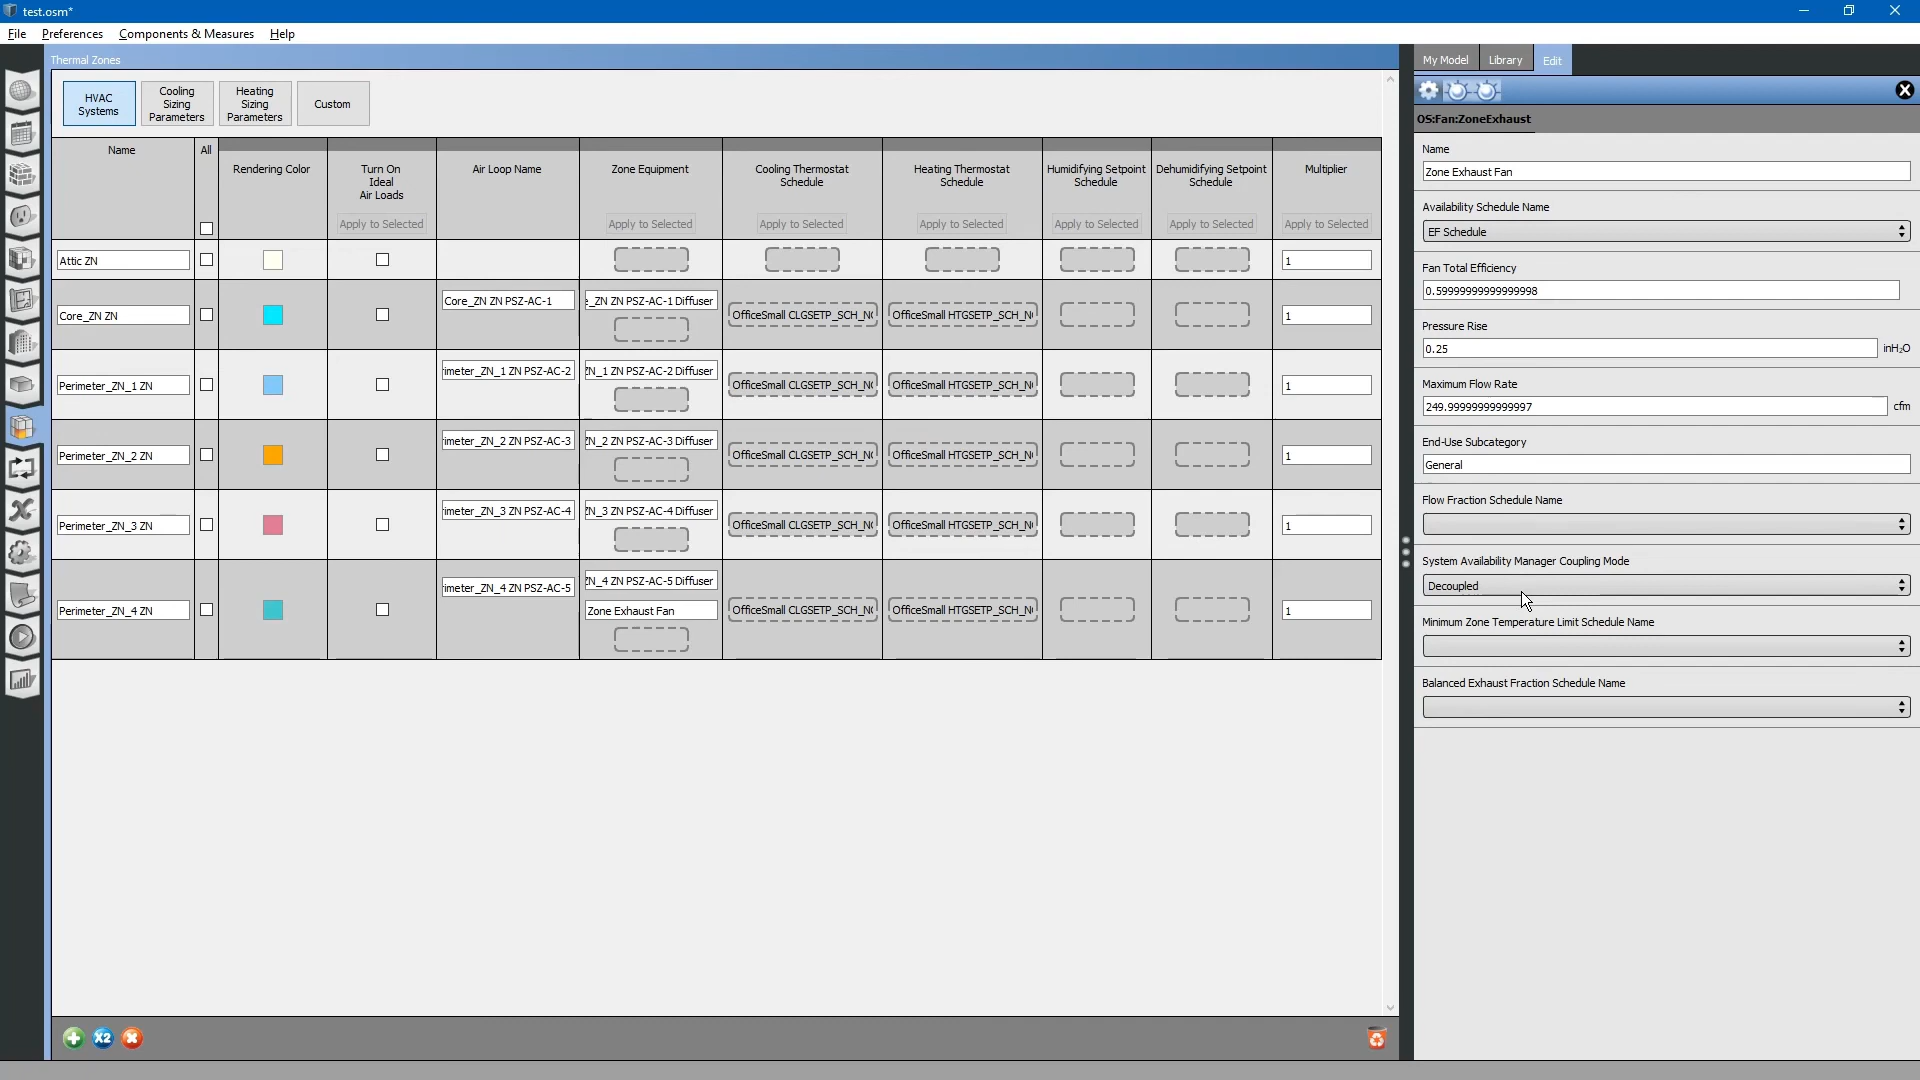 test.osm*
File Preferences Components & Measures Help
Thermal Zones
My Model Library Edit
HVAC
Systems
Cooling
Sizing
Parameters
Heating
Sizing
Parameters
Custom
Name
All
Rendering Color
Turn On
Ideal
Air Loads
Apply to Selected
Air Loop Name
Zone Equipment
Apply to Selected
Cooling Thermostat
Schedule
Apply to Selected
Heating Thermostat
Schedule
Apply to Selected
Humidifying Setpoint
Schedule
Apply to Selected
Dehumidifying Setpoint
Schedule
Apply to Selected
Multiplier
Apply to Selected
Attic ZN 1
Core_ZN ZN Core_ZN ZN PSZ-AC-1 _ZN ZN PSZ-AC-1 Diffuser OfficeSmall CLGSETP_SCH_N OfficeSmall HTGSETP_SCH_N 1
Perimeter_ZN_1 ZN imeter_ZN_1 ZN PSZ-AC-2 ZN_1 ZN PSZ-AC-2 Diffuser OfficeSmall CLGSETP_SCH_N OfficeSmall HTGSETP_SCH_N 1
Perimeter_ZN_2 ZN imeter_ZN_2 ZN PSZ-AC-3 ZN_2 ZN PSZ-AC-3 Diffuser OfficeSmall CLGSETP_SCH_N OfficeSmall HTGSETP_SCH_N 1
Perimeter_ZN_3 ZN imeter_ZN_3 ZN PSZ-AC-4 ZN_3 ZN PSZ-AC-4 Diffuser OfficeSmall CLGSETP_SCH_N OfficeSmall HTGSETP_SCH_N 1
Perimeter_ZN_4 ZN imeter_ZN_4 ZN PSZ-AC-5 ZN_4 ZN PSZ-AC-5 Diffuser OfficeSmall CLGSETP_SCH_N OfficeSmall HTGSETP_SCH_N 1
Zone Exhaust Fan
X2
OS:Fan:ZoneExhaust
Name
Zone Exhaust Fan
Availability Schedule Name
EF Schedule
Fan Total Efficiency
0.59999999999999998
Pressure Rise
0.25 inH₂O
Maximum Flow Rate
249.99999999999997 cfm
End-Use Subcategory
General
Flow Fraction Schedule Name
System Availability Manager Coupling Mode
Decoupled
Minimum Zone Temperature Limit Schedule Name
Balanced Exhaust Fraction Schedule Name